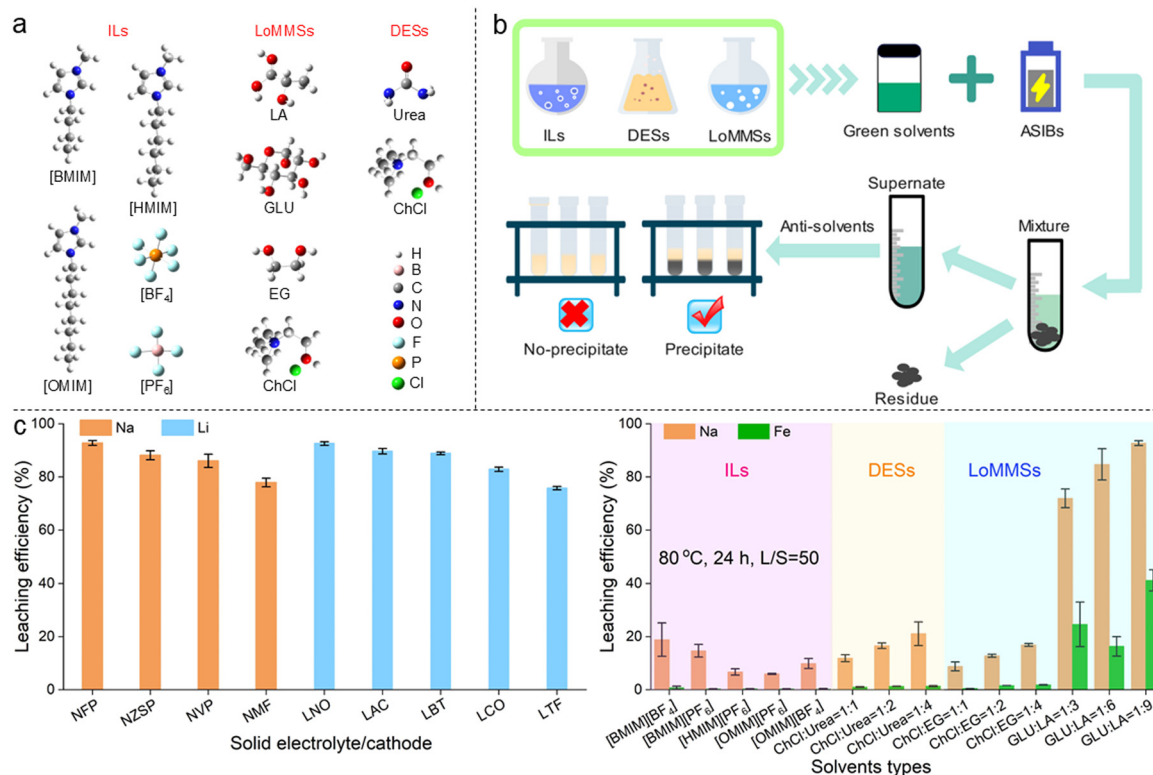 a
ILs
LoMMSs
DESs
[BMIM]
[HMIM]
LA
Urea
GLU
ChCl
[OMIM]
[BF₄]
[PF₆]
EG
ChCl
H
B
C
N
O
F
P
Cl
b
ILs
DESs
LoMMSs
Green solvents
ASIBs
Supernate
Mixture
Anti-solvents
No-precipitate
Precipitate
Residue
c
Na
Li
Leaching efficiency (%)
100
80
60
40
20
0
NFP
NZSP
NVP
NMF
LNO
LAC
LBT
LCO
LTF
Solid electrolyte/cathode
Na
Fe
ILs
DESs
LoMMSs
80 °C, 24 h, L/S=50
Leaching efficiency (%)
100
80
60
40
20
0
[BMIM][BF₄]
[BMIM][PF₆]
[HMIM][PF₆]
[OMIM][PF₆]
[OMIM][BF₄]
ChCl:Urea=1:1
ChCl:Urea=1:2
ChCl:Urea=1:4
ChCl:EG=1:1
ChCl:EG=1:2
ChCl:EG=1:4
GLU:LA=1:3
GLU:LA=1:6
GLU:LA=1:9
Solvents types